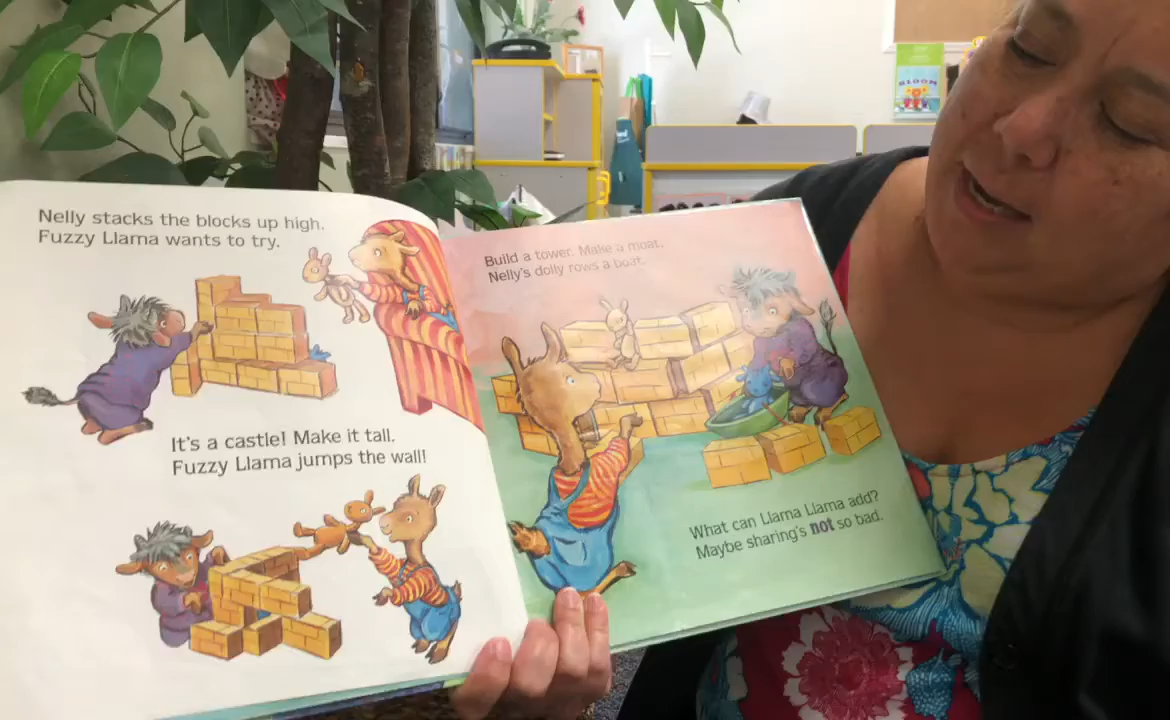 Nelly stacks the blocks up high.
Fuzzy Llama wants to try.
It's a castle! Make it tall.
Fuzzy Llama jumps the wall!
Build a tower. Make a moat.
Nelly's dolly rows a boat.
What can Llama Llama add?
Maybe sharing's not so bad.
BLOOM